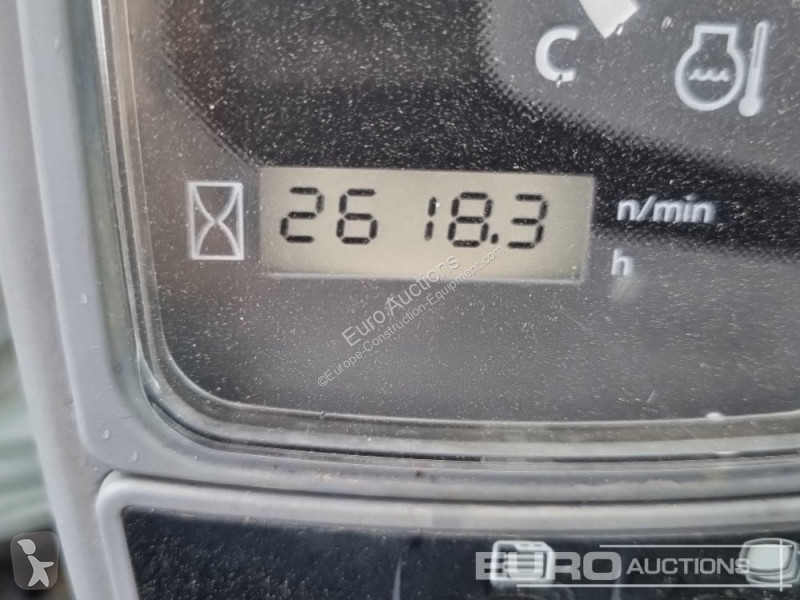 C
2618.3
n/min
h
Euro Auctions
©Europe-Construction-Equipment.com
EURO AUCTIONS